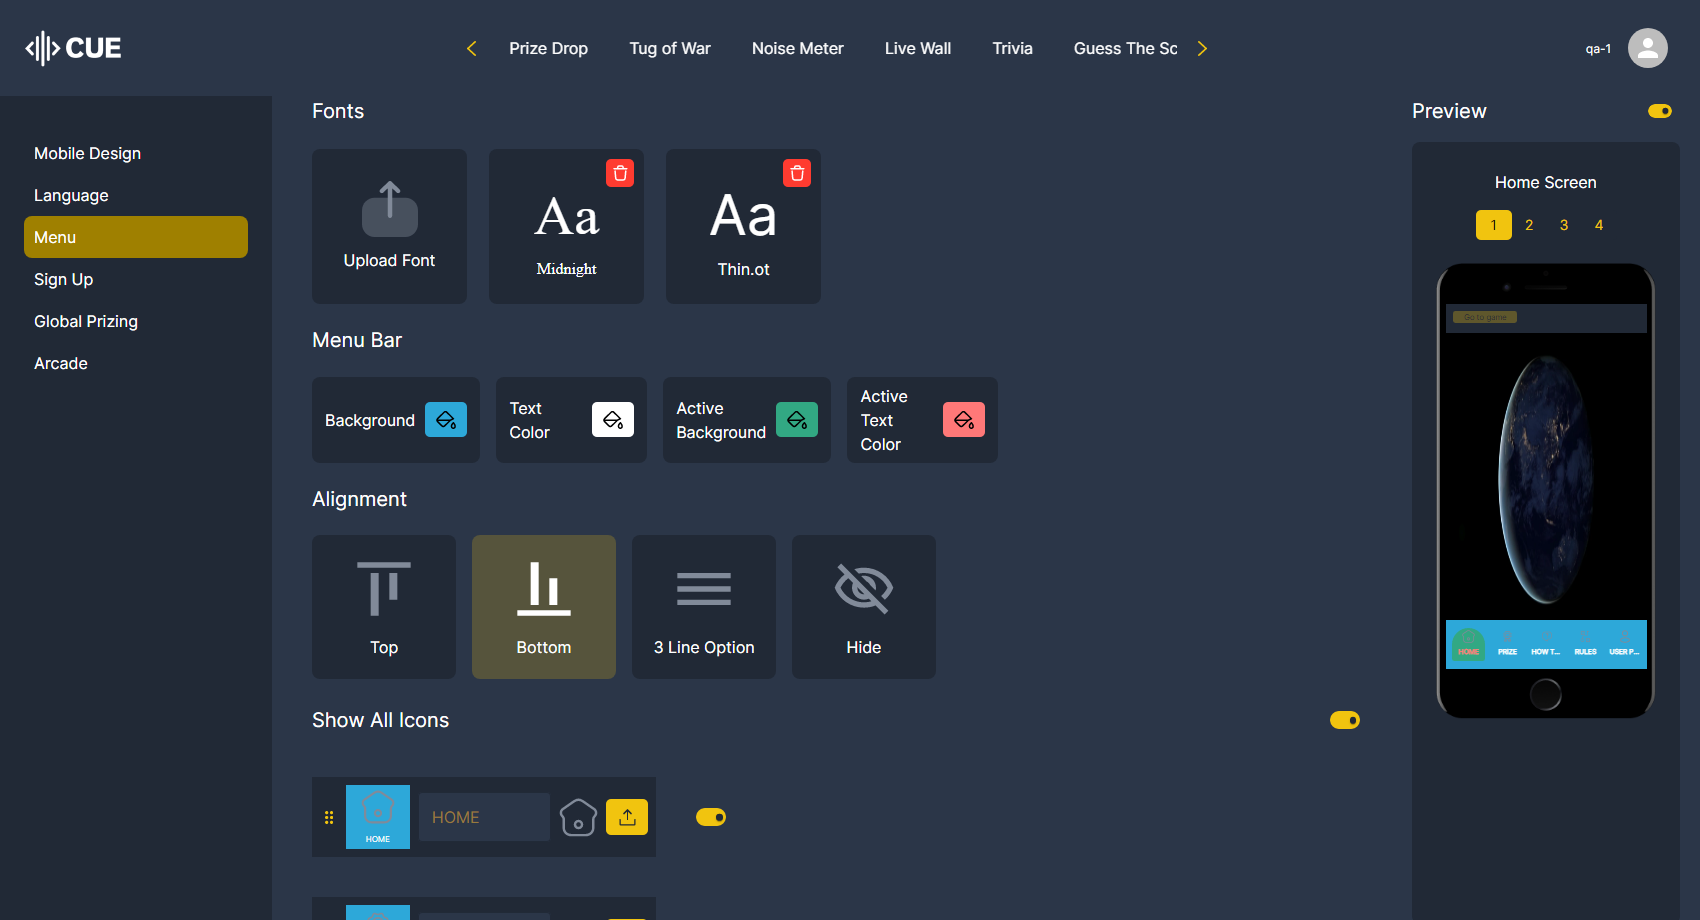 CUE
Prize Drop
Tug of War
Noise Meter
Live Wall
Trivia
Guess The Sc
qa-1
Mobile Design
Language
Menu
Sign Up
Global Prizing
Arcade
Fonts
Upload Font
Aa
Midnight
Aa
Thin.ot
Menu Bar
Background
Text
Color
Active
Background
Active
Text
Color
Alignment
Top
Bottom
3 Line Option
Hide
Show All Icons
HOME
HOME
Preview
Home Screen
1 2 3 4
Go to game
HOME PRIZE HOW T... RULES USER P...